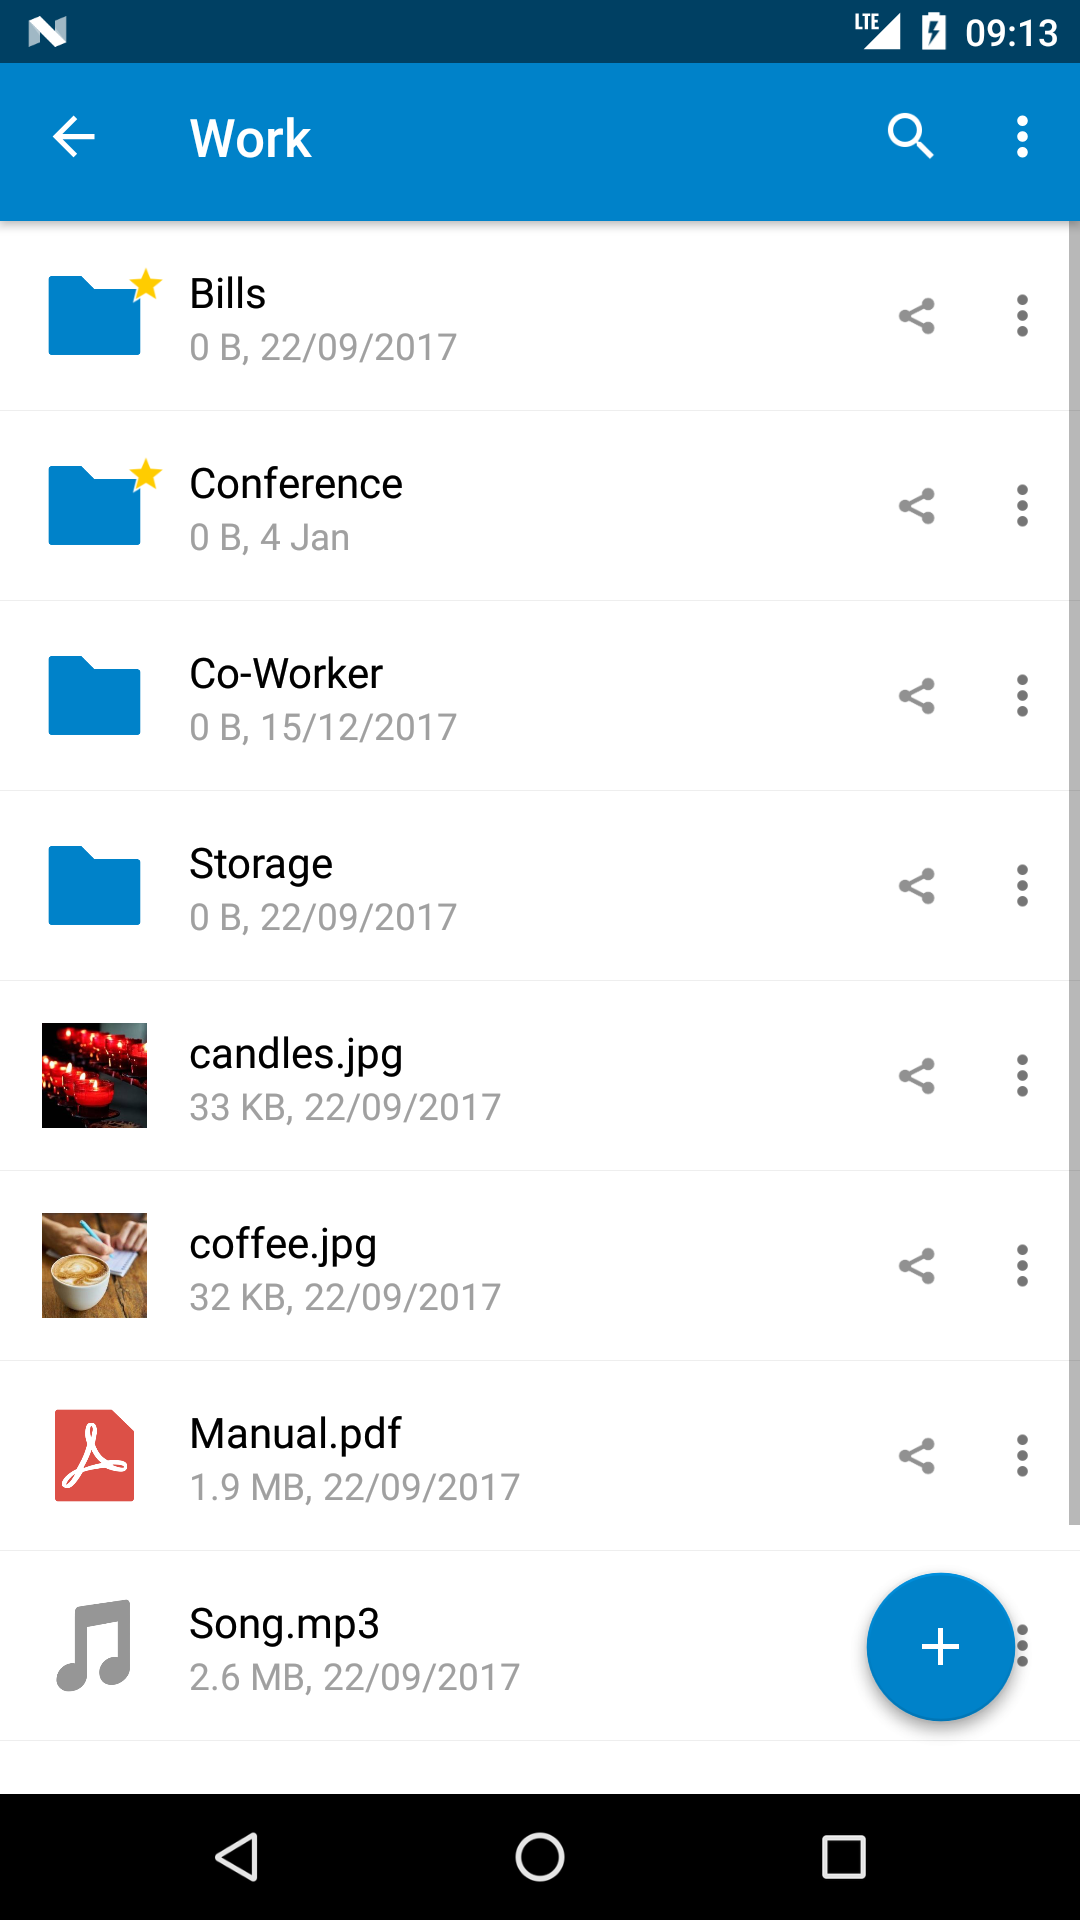 LTE 09:13
Work
Bills
0 B, 22/09/2017
Conference
0 B, 4 Jan
Co-Worker
0 B, 15/12/2017
Storage
0 B, 22/09/2017
candles.jpg
33 KB, 22/09/2017
coffee.jpg
32 KB, 22/09/2017
Manual.pdf
1.9 MB, 22/09/2017
Song.mp3
2.6 MB, 22/09/2017